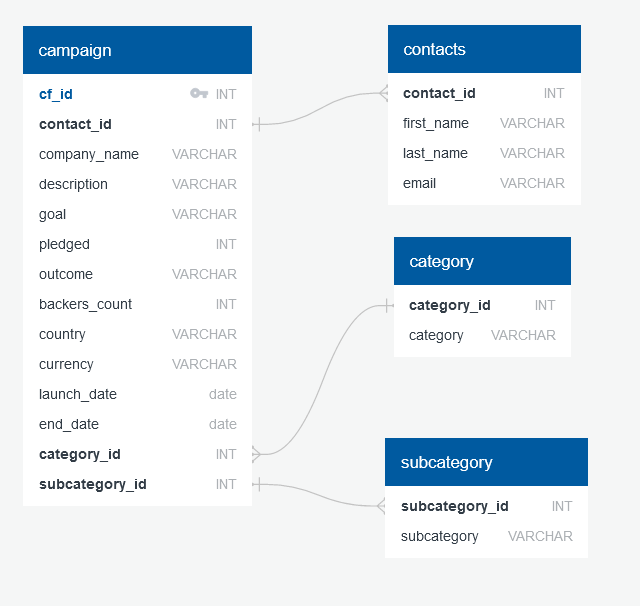 campaign
cf_id INT
contact_id INT
company_name VARCHAR
description VARCHAR
goal VARCHAR
pledged INT
outcome VARCHAR
backers_count INT
country VARCHAR
currency VARCHAR
launch_date date
end_date date
category_id INT
subcategory_id INT
contacts
contact_id INT
first_name VARCHAR
last_name VARCHAR
email VARCHAR
category
category_id INT
category VARCHAR
subcategory
subcategory_id INT
subcategory VARCHAR